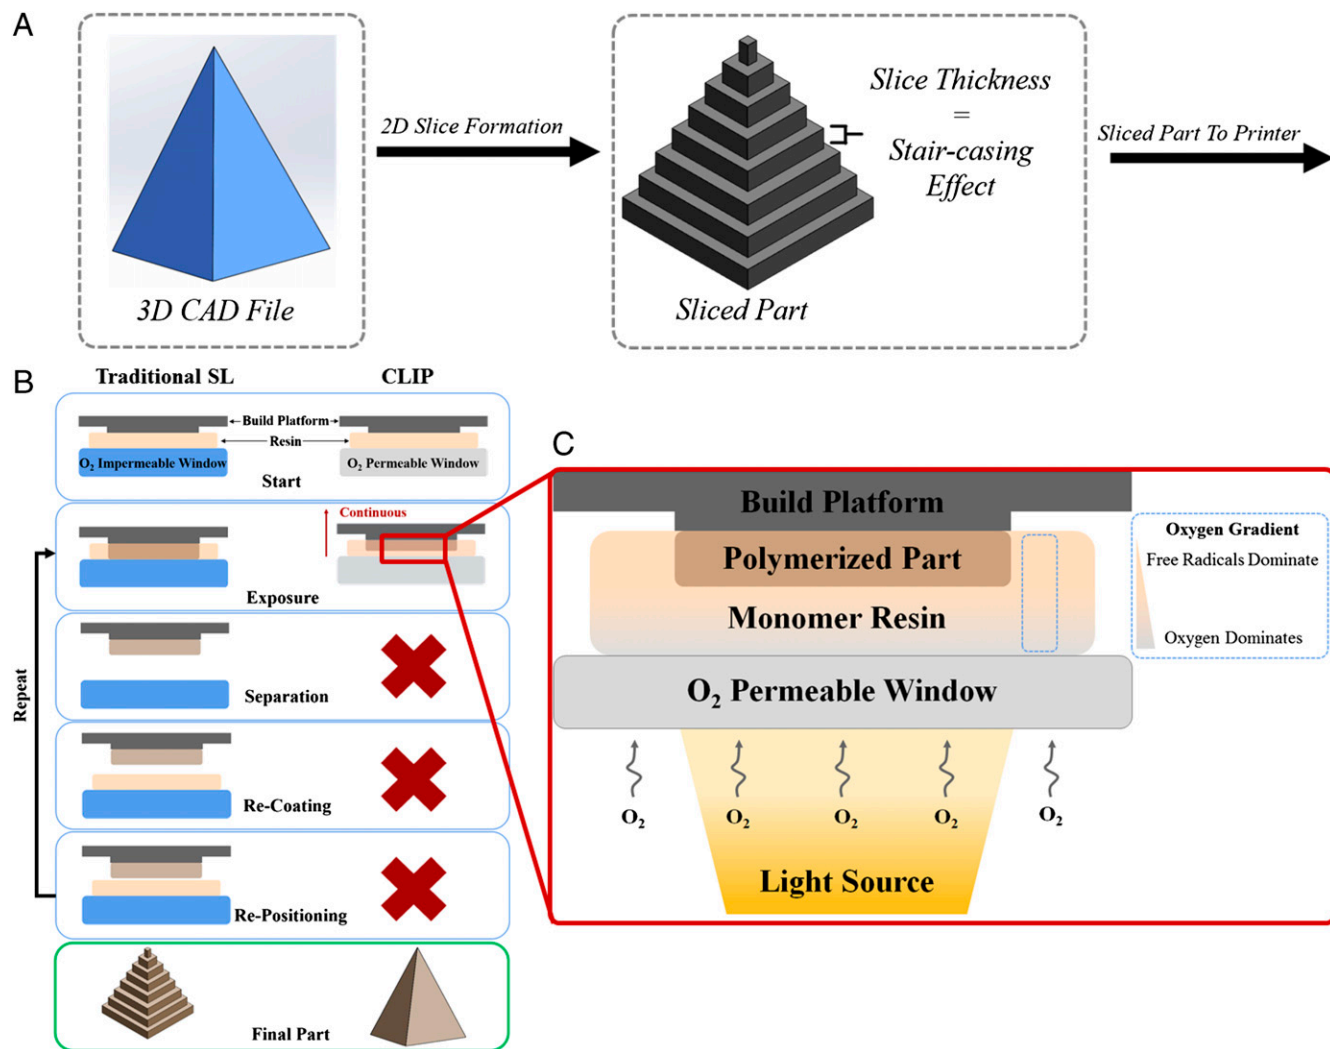 A
3D CAD File
2D Slice Formation
Slice Thickness
=
Stair-casing
Effect
Sliced Part
Sliced Part To Printer
B
Traditional SL
CLIP
Build Platform
Resin
O₂ Impermeable Window
O₂ Permeable Window
Start
Continuous
Exposure
Separation
Re-Coating
Re-Positioning
Repeat
Final Part
C
Build Platform
Polymerized Part
Monomer Resin
O₂ Permeable Window
O₂
O₂
O₂
O₂
O₂
Light Source
Oxygen Gradient
Free Radicals Dominate
Oxygen Dominates